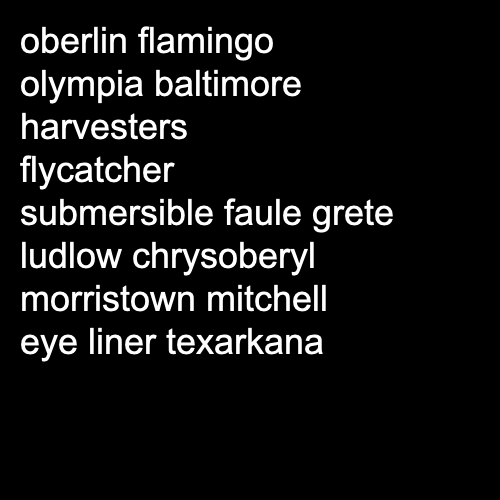 oberlin flamingo
olympia baltimore
harvesters
flycatcher
submersible faule grete
ludlow chrysoberyl
morristown mitchell
eye liner texarkana